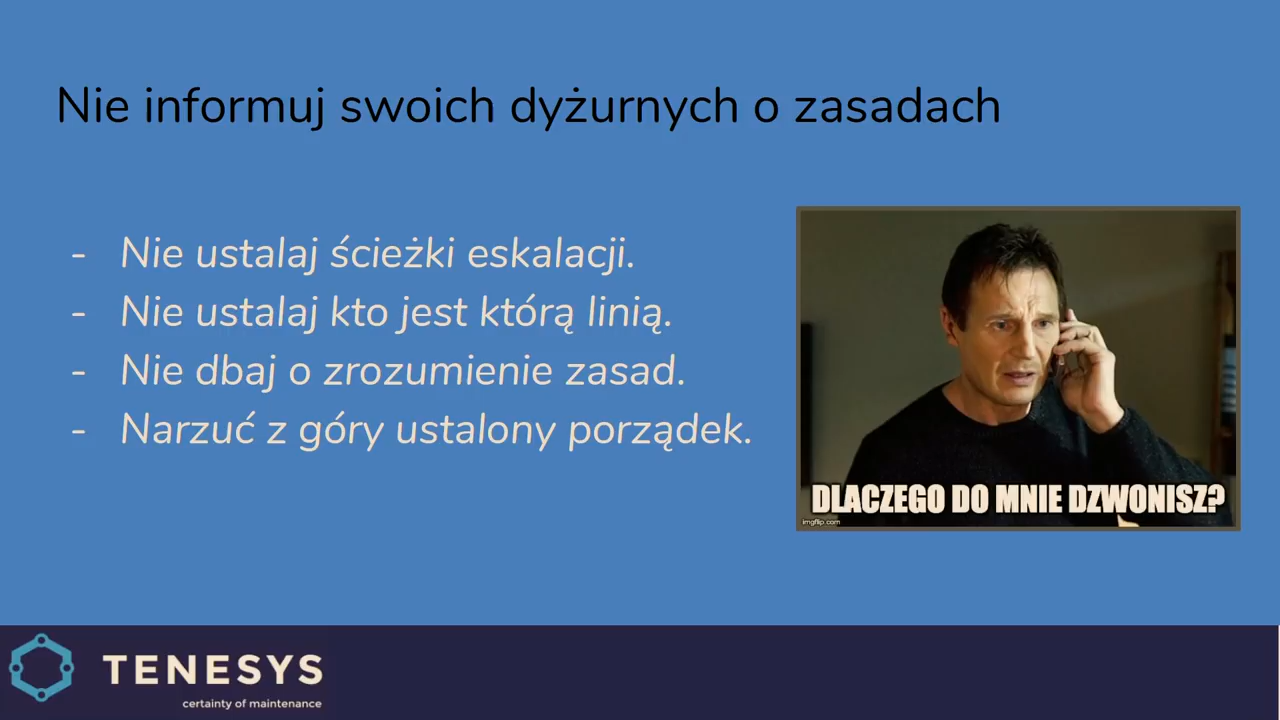 Nie informuj swoich dyżurnych o zasadach
- Nie ustalaj ścieżki eskalacji.
- Nie ustalaj kto jest którą linią.
- Nie dbaj o zrozumienie zasad.
- Narzuć z góry ustalony porządek.
DLACZEGO DO MNIE DZWONISZ?
imgflip.com
TENESYS
certainty of maintenance